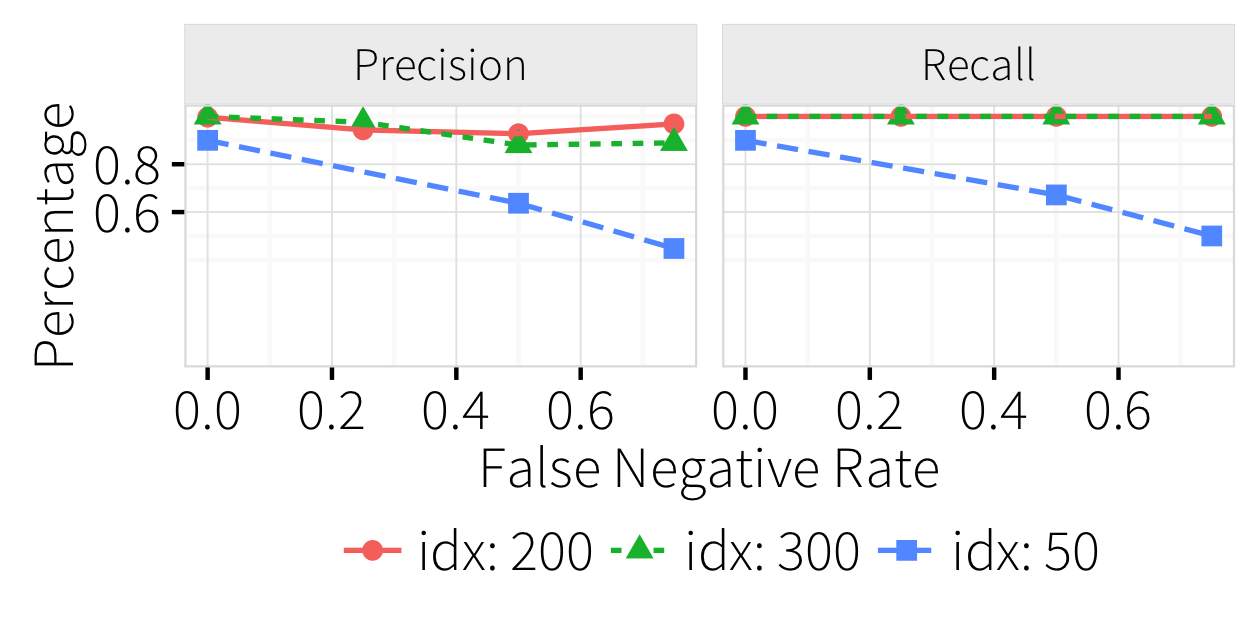 Precision Recall
Percentage
0.8
0.6
0.0 0.2 0.4 0.6 0.0 0.2 0.4 0.6
False Negative Rate
idx: 200 idx: 300 idx: 50